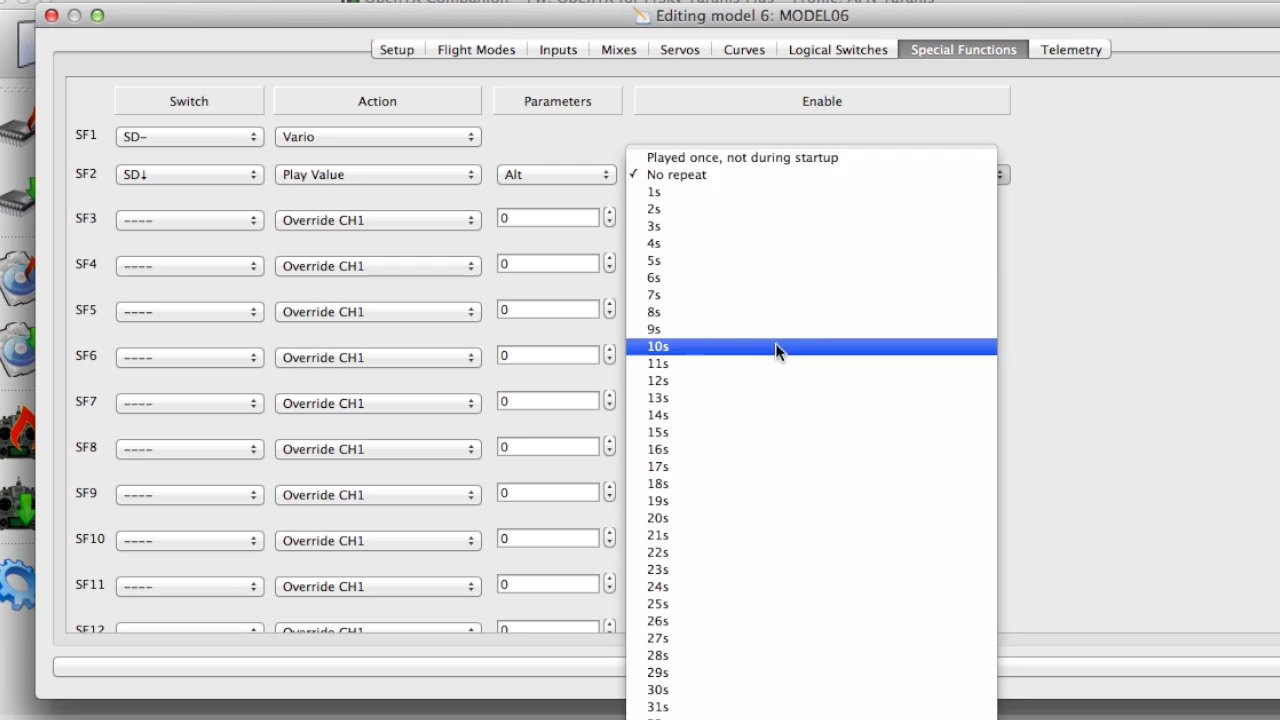 Editing model 6: MODEL06
Setup Flight Modes Inputs Mixes Servos Curves Logical Switches Special Functions Telemetry
Switch Action Parameters Enable
SF1 SD- Vario
Played once, not during startup
SF2 SD↓ Play Value Alt ✓ No repeat
1s
2s
SF3 ---- Override CH1 0
3s
4s
5s
SF4 ---- Override CH1 0
6s
7s
SF5 ---- Override CH1 0
8s
9s
10s
SF6 ---- Override CH1 0
11s
12s
13s
SF7 ---- Override CH1 0
14s
15s
SF8 ---- Override CH1 0
16s
17s
18s
SF9 ---- Override CH1 0
19s
20s
21s
SF10 ---- Override CH1 0
22s
23s
SF11 ---- Override CH1 0
24s
25s
26s
SF12 ---- Override CH1 0
27s
28s
29s
30s
31s